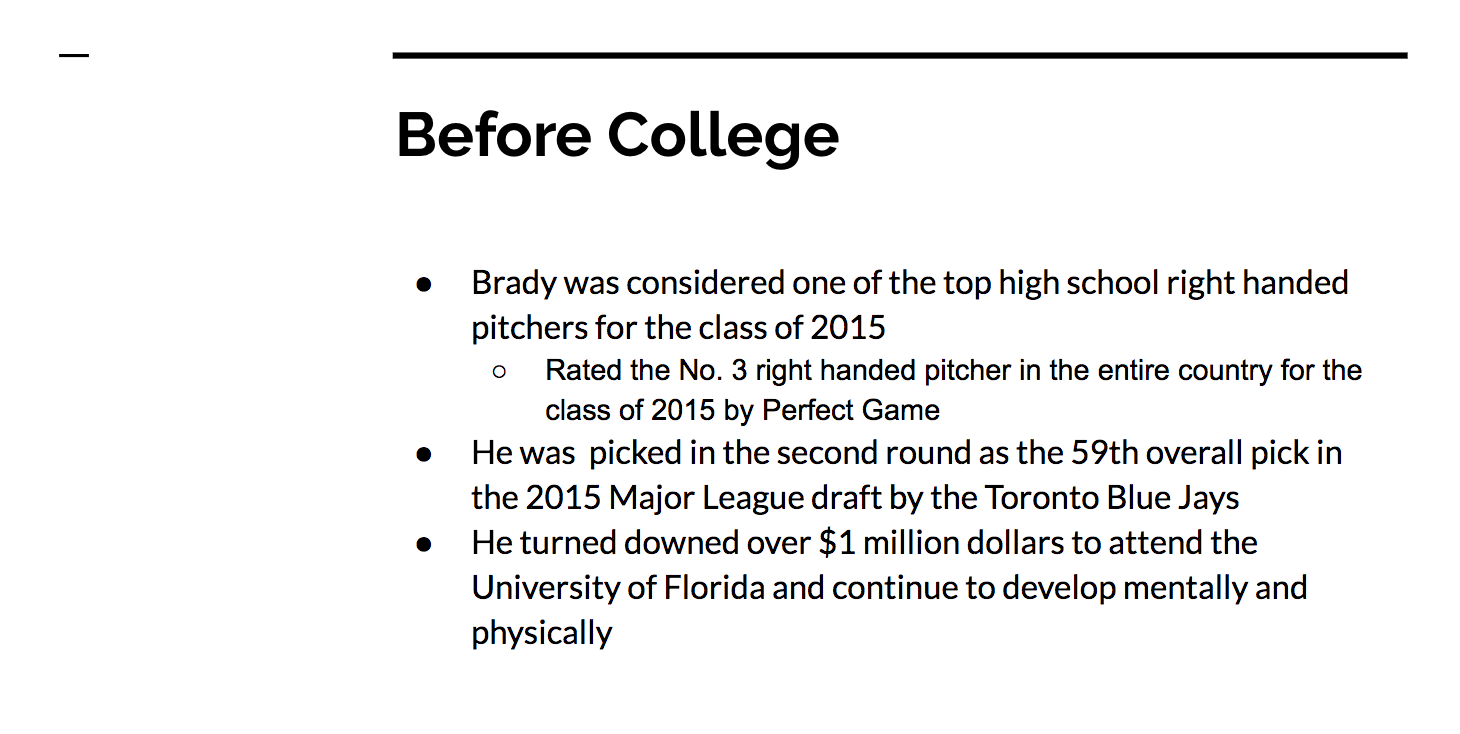 Before College
● Brady was considered one of the top high school right handed
pitchers for the class of 2015
○ Rated the No. 3 right handed pitcher in the entire country for the
class of 2015 by Perfect Game
● He was  picked in the second round as the 59th overall pick in
the 2015 Major League draft by the Toronto Blue Jays
● He turned downed over $1 million dollars to attend the
University of Florida and continue to develop mentally and
physically